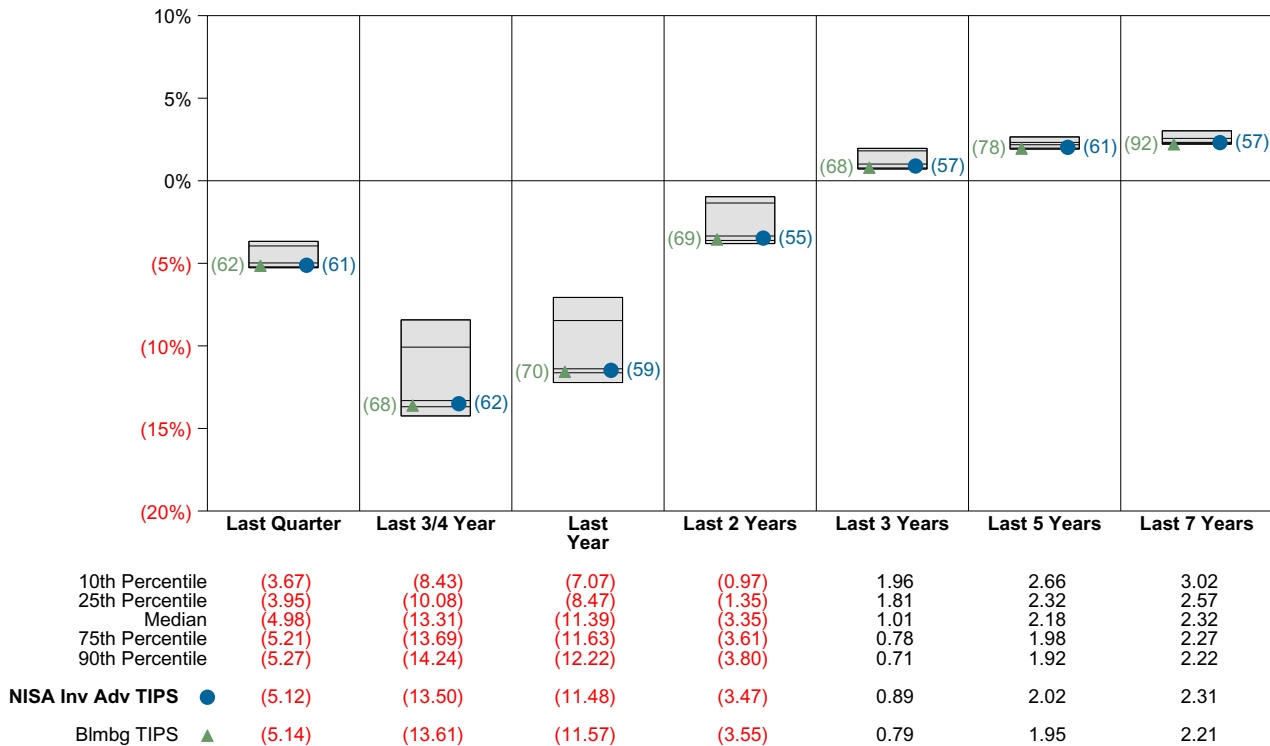 10%
5%
0%
(5%)
(10%)
(15%)
(20%)
(62) (61)
(68) (62)
(70) (59)
(69) (55)
(68) (57)
(78) (61)
(92) (57)
Last Quarter Last 3/4 Year Last Year Last 2 Years Last 3 Years Last 5 Years Last 7 Years
10th Percentile (3.67) (8.43) (7.07) (0.97) 1.96 2.66 3.02
25th Percentile (3.95) (10.08) (8.47) (1.35) 1.81 2.32 2.57
Median (4.98) (13.31) (11.39) (3.35) 1.01 2.18 2.32
75th Percentile (5.21) (13.69) (11.63) (3.61) 0.78 1.98 2.27
90th Percentile (5.27) (14.24) (12.22) (3.80) 0.71 1.92 2.22
NISA Inv Adv TIPS (5.12) (13.50) (11.48) (3.47) 0.89 2.02 2.31
Blmbg TIPS (5.14) (13.61) (11.57) (3.55) 0.79 1.95 2.21